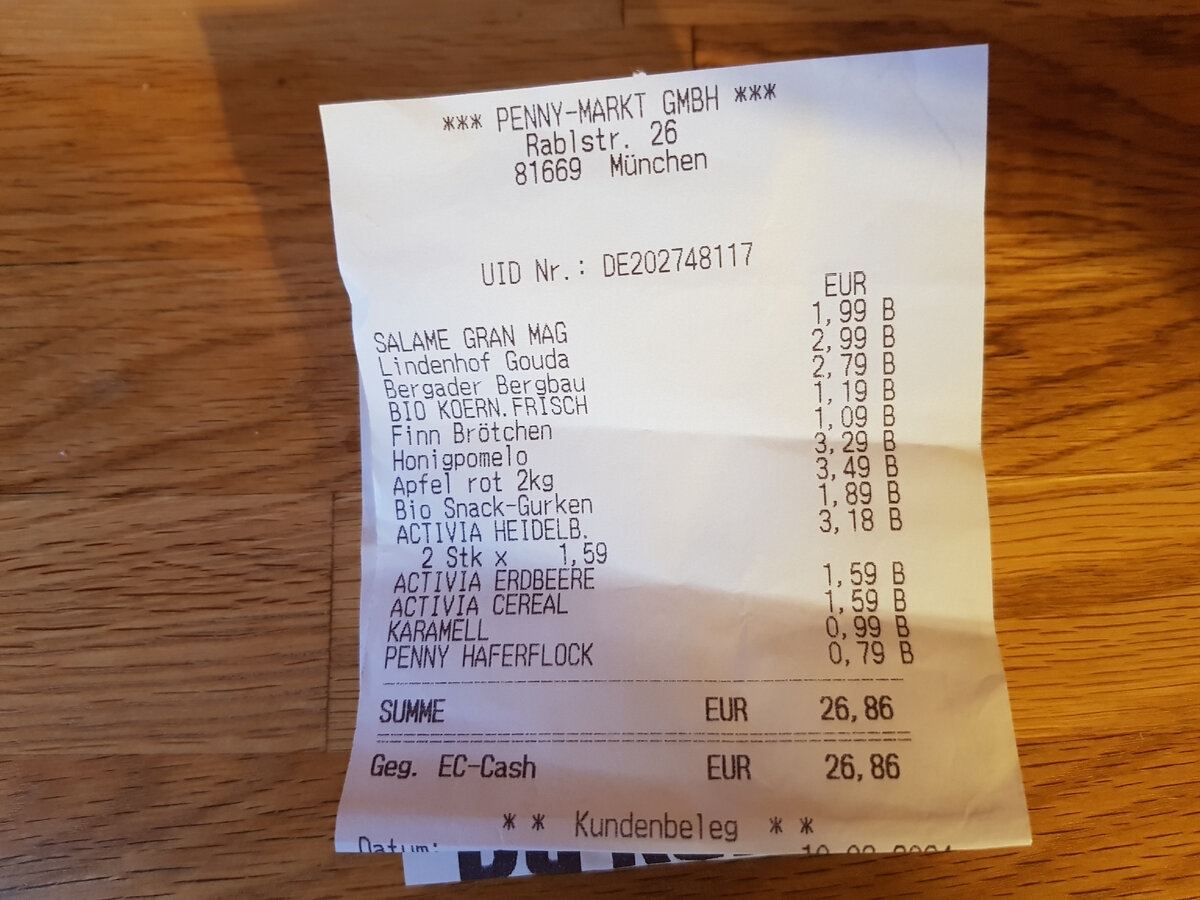 *** PENNY-MARKT GMBH ***
Rablstr. 26
81669 München
UID Nr.: DE202748117
EUR
SALAME GRAN MAG 1,99 B
Lindenhof Gouda 2,99 B
Bergader Bergbau 2,79 B
BIO KOERN.FRISCH 1,19 B
Finn Brötchen 1,09 B
Honigpomelo 3,29 B
Apfel rot 2kg 3,49 B
Bio Snack-Gurken 1,89 B
ACTIVIA HEIDELB. 3,18 B
2 Stk x 1,59
ACTIVIA ERDBEERE 1,59 B
ACTIVIA CEREAL 1,59 B
KARAMELL 0,99 B
PENNY HAFERFLOCK 0,79 B
SUMME EUR 26,86
Geg. EC-Cash EUR 26,86
* * Kundenbeleg * *
Datum: